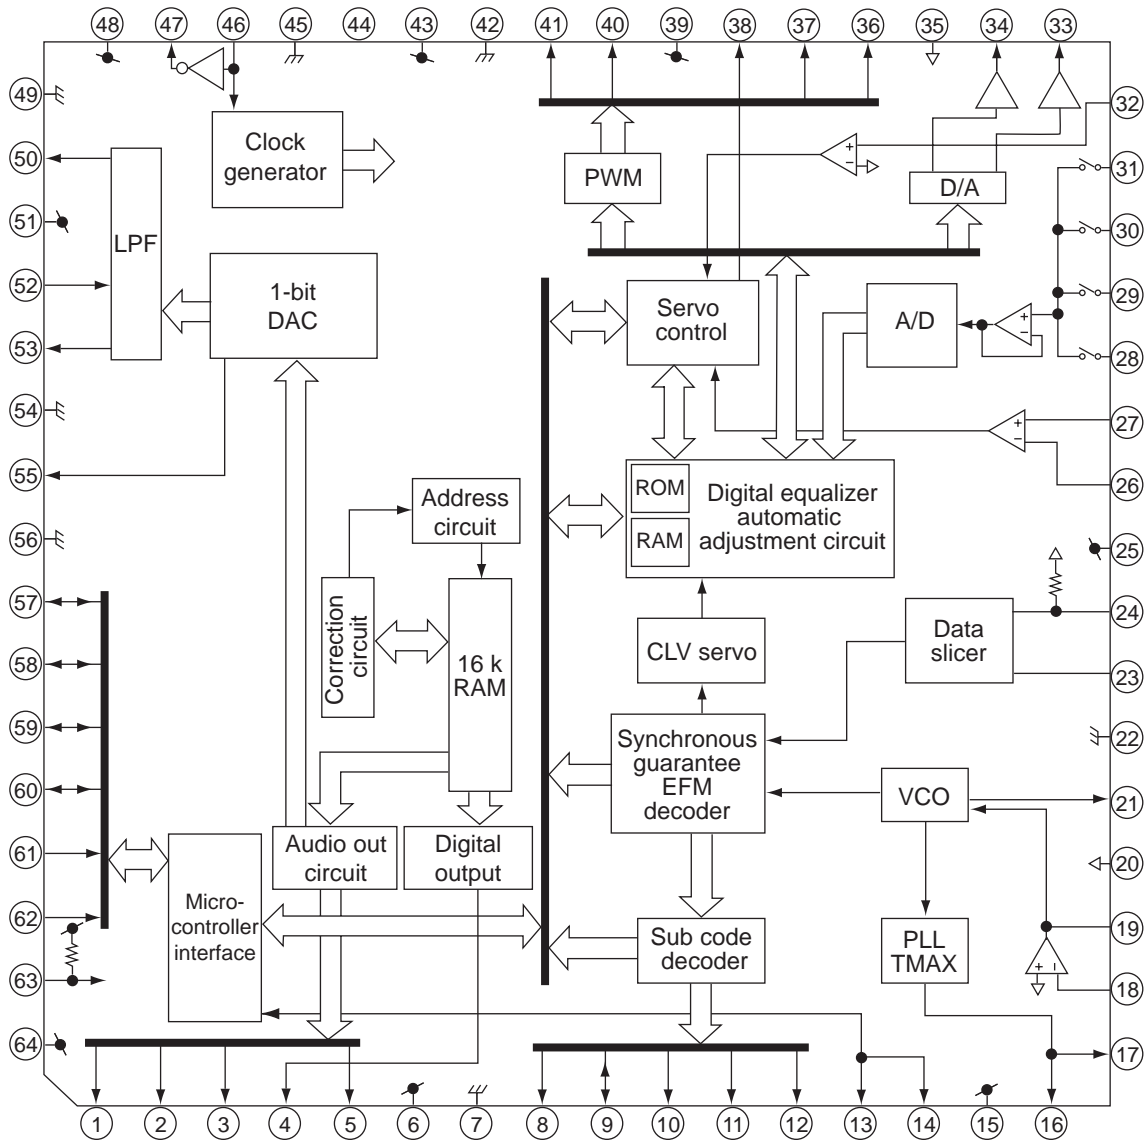 48 47 46 45 44 43 42 41 40 39 38 37 36 35 34 33
49
50
51
52
53
54
55
56
57
58
59
60
61
62
63
64
32
31
30
29
28
27
26
25
24
23
22
21
20
19
18
17
Clock
generator
LPF
1-bit
DAC
PWM
+
−
D/A
Servo
control
A/D
+
−
+
−
Address
circuit
ROM
RAM
Digital equalizer
automatic
adjustment circuit
Correction
circuit
16 k
RAM
CLV servo
Data
slicer
Synchronous
guarantee
EFM
decoder
VCO
Audio out
circuit
Digital
output
Micro-
controller
interface
Sub code
decoder
PLL
TMAX
+ −
1 2 3 4 5 6 7 8 9 10 11 12 13 14 15 16